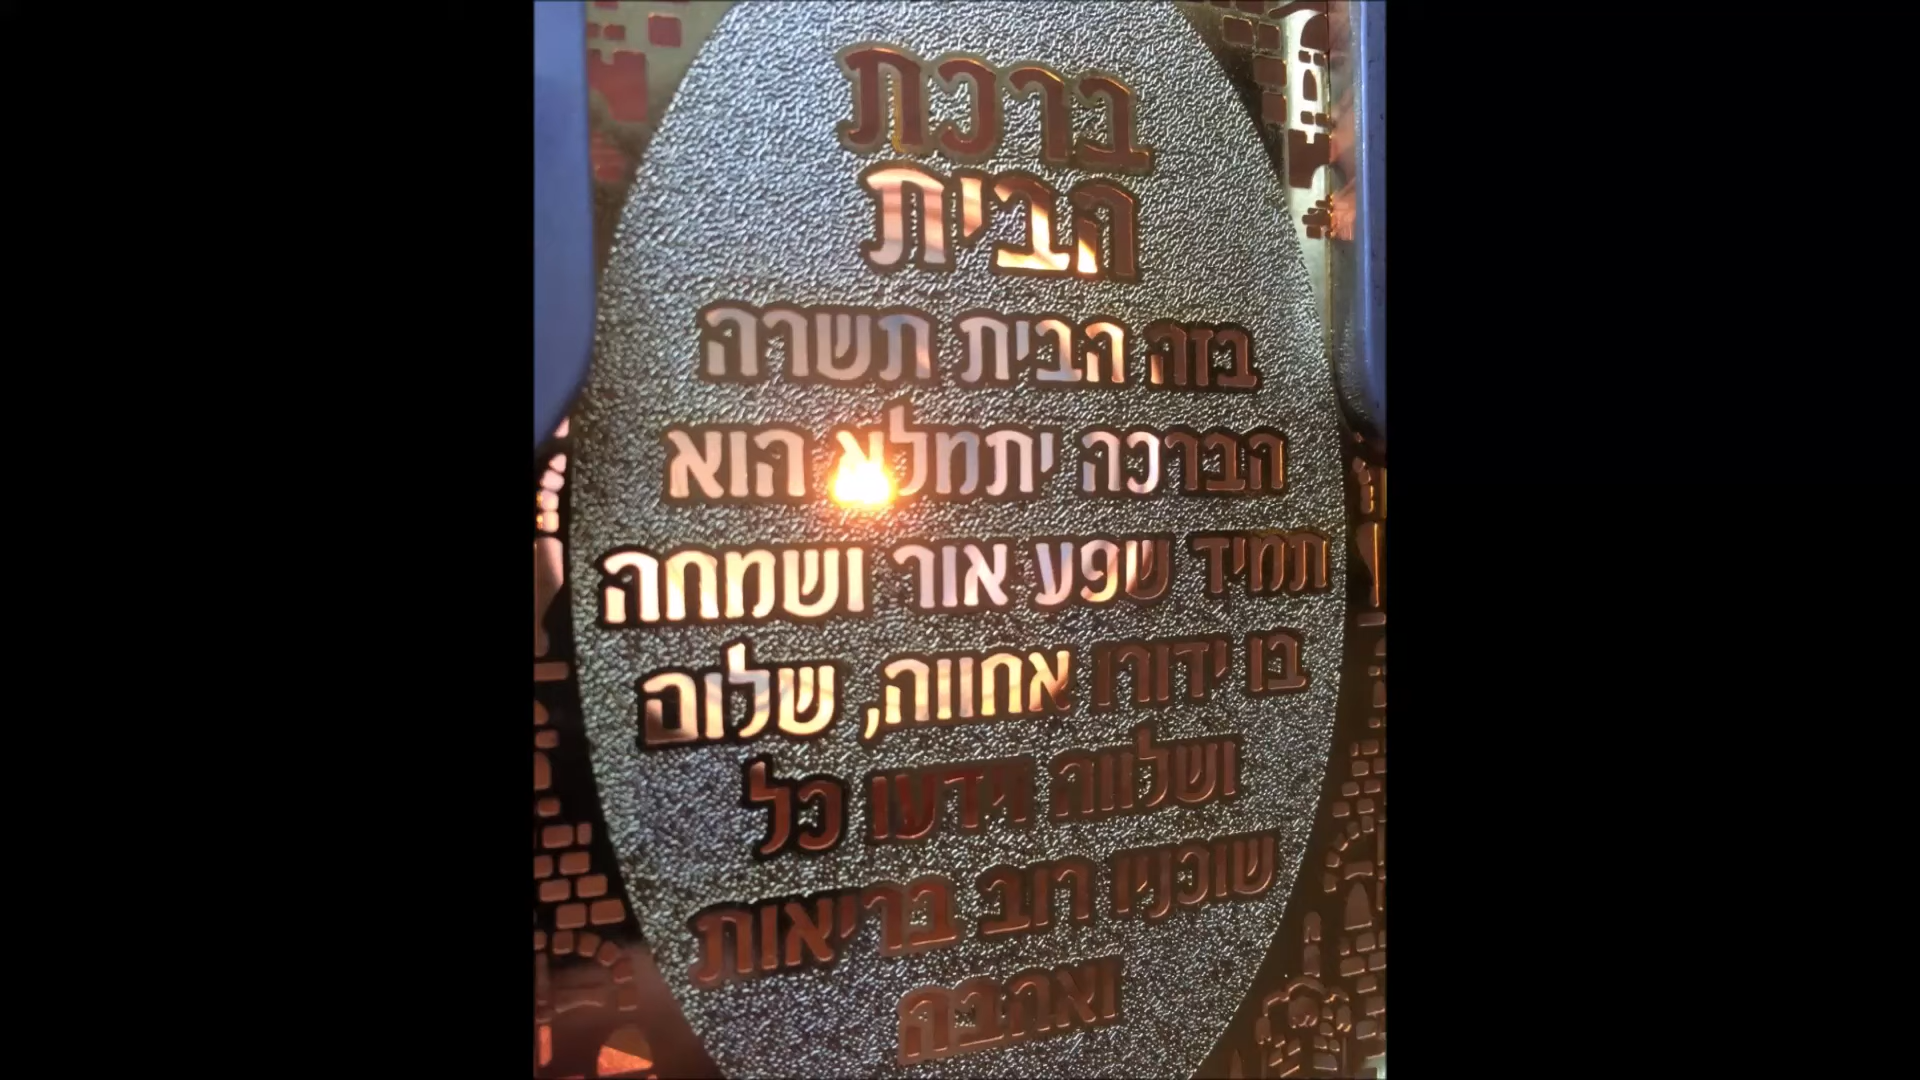 ברכת
הבית
בזה הבית תשרה
הברכה יתמלא הוא
תמיד שפע אור ושמחה
בו ידורו אחווה, שלום
ושלווה וידעו כל
שוכניו רוב בריאות
ואהבה